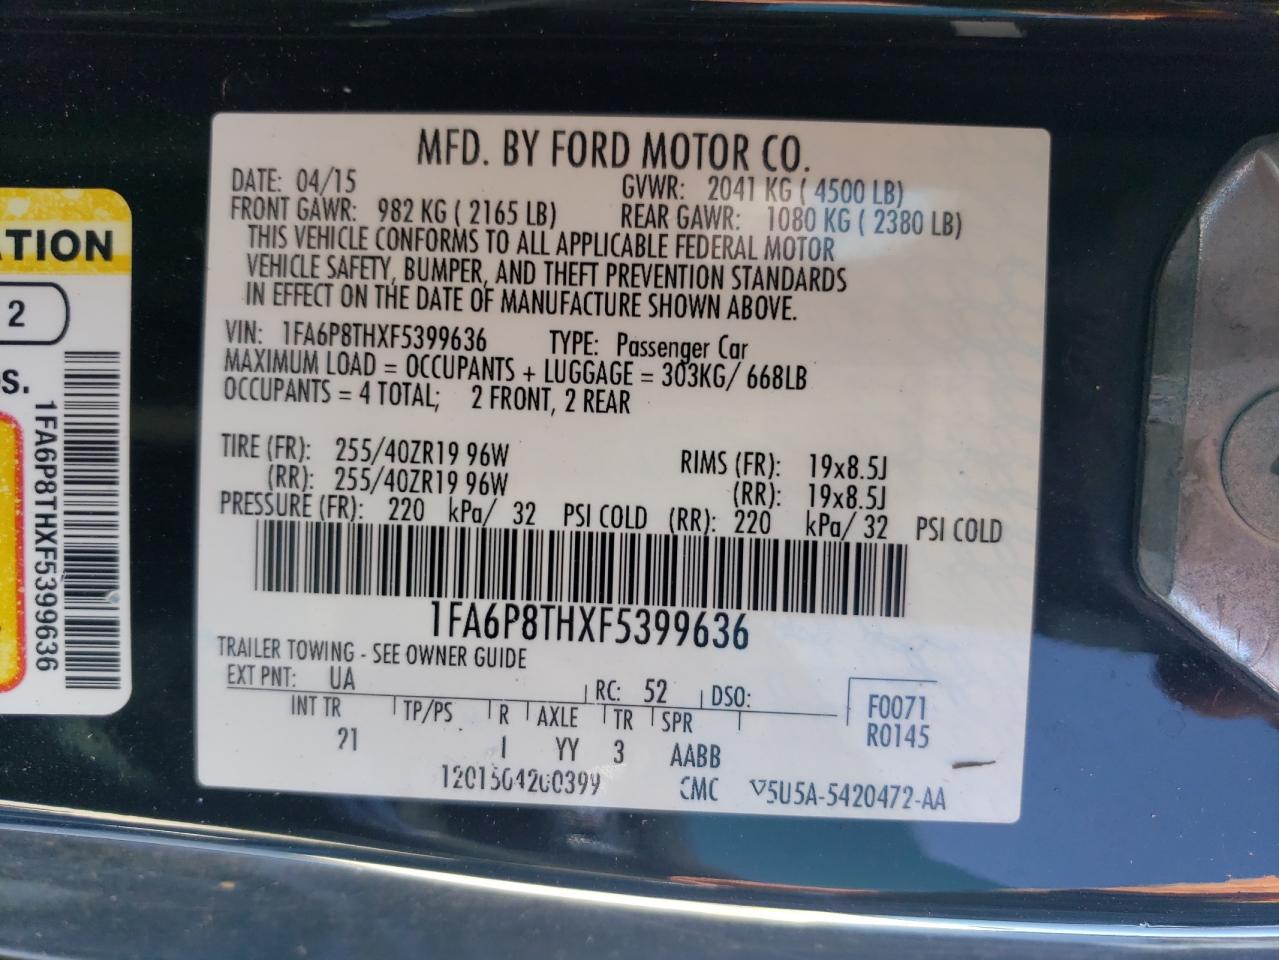 MFD. BY FORD MOTOR CO.
DATE: 04/15 GVWR: 2041 KG ( 4500 LB)
FRONT GAWR: 982 KG ( 2165 LB) REAR GAWR: 1080 KG ( 2380 LB)
THIS VEHICLE CONFORMS TO ALL APPLICABLE FEDERAL MOTOR
VEHICLE SAFETY, BUMPER, AND THEFT PREVENTION STANDARDS
IN EFFECT ON THE DATE OF MANUFACTURE SHOWN ABOVE.
VIN: 1FA6P8THXF5399636 TYPE: Passenger Car
MAXIMUM LOAD = OCCUPANTS + LUGGAGE = 303KG/ 668LB
OCCUPANTS = 4 TOTAL; 2 FRONT, 2 REAR
TIRE (FR): 255/40ZR19 96W RIMS (FR): 19x8.5J
(RR): 255/40ZR19 96W (RR): 19x8.5J
PRESSURE (FR): 220 kPa/ 32 PSI COLD (RR): 220 kPa/ 32 PSI COLD
1FA6P8THXF5399636
TRAILER TOWING - SEE OWNER GUIDE
EXT PNT: UA RC: 52 DSO:
INT TR TP/PS R AXLE TR SPR
F0071
R0145
I YY 3 AABB
V5U5A-5420472-AA
ATION
2
S.
1FA6P8THXF5399636